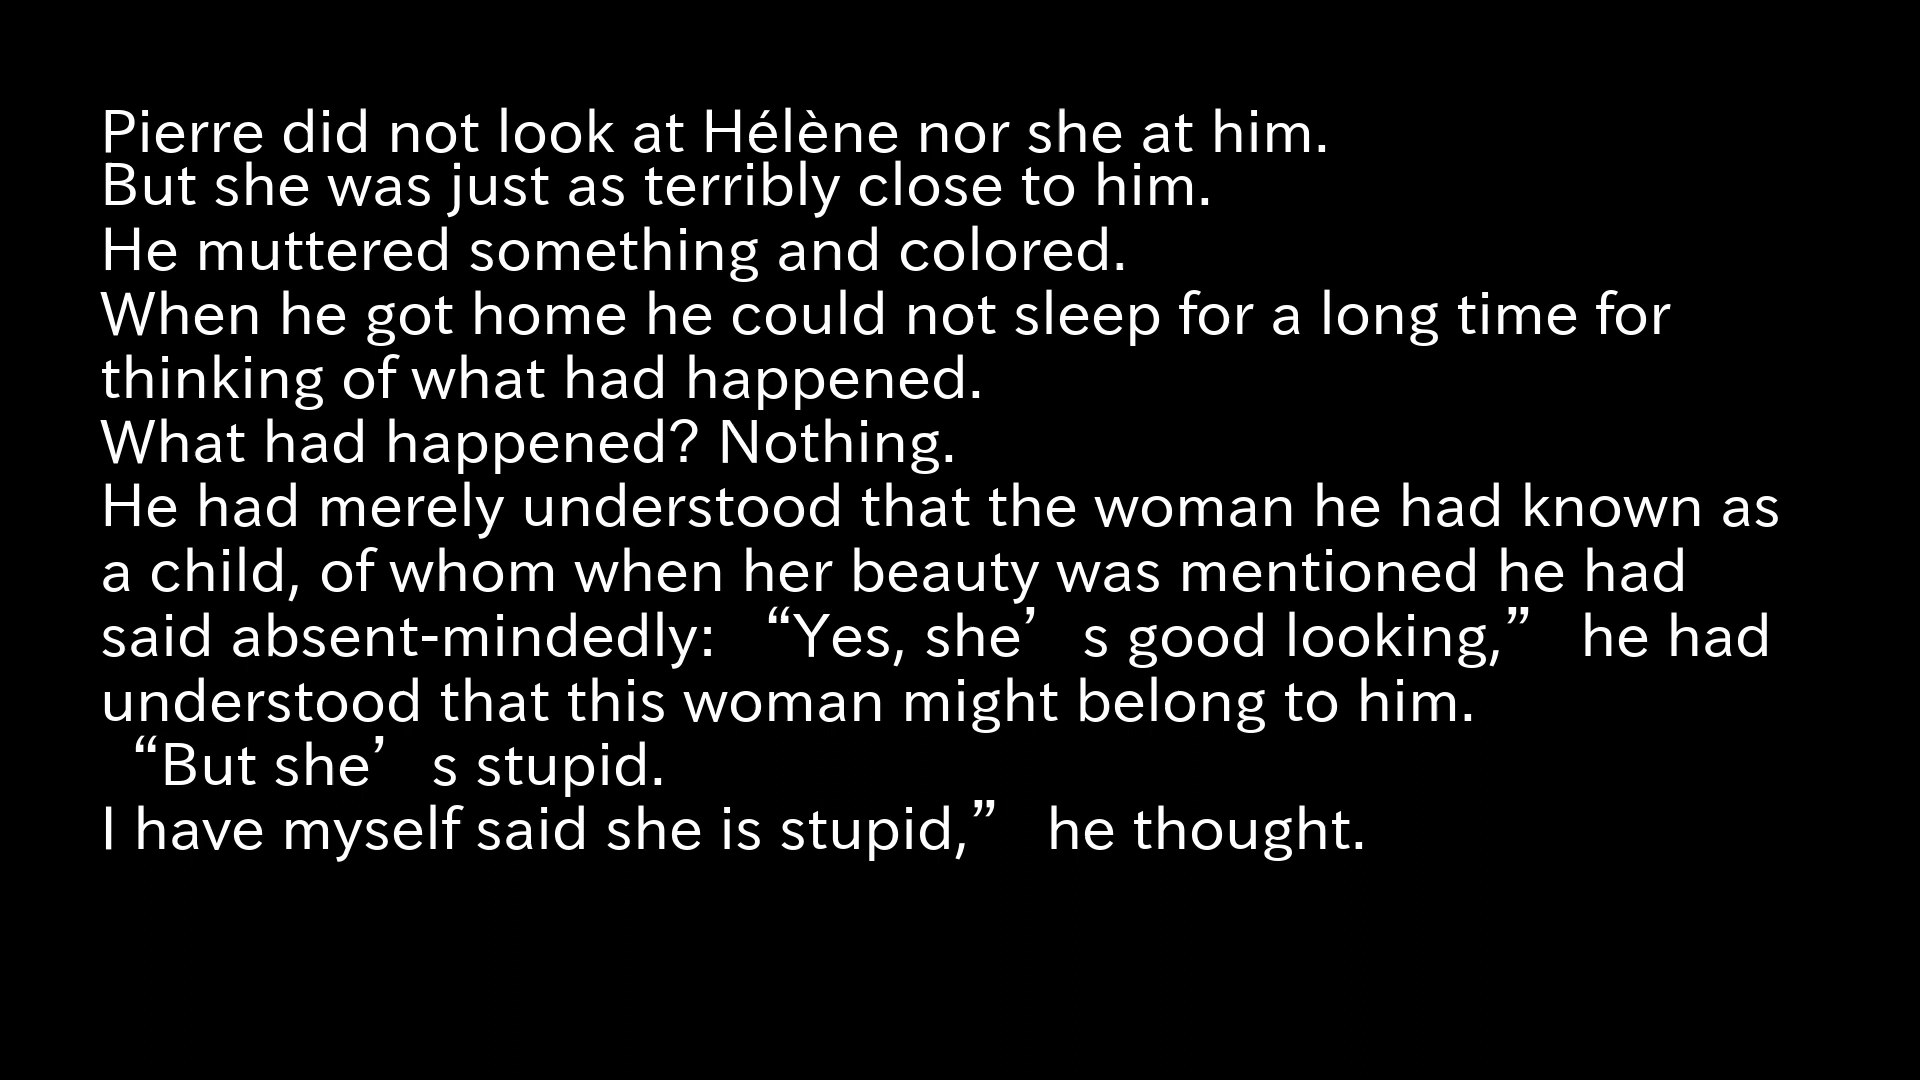 Pierre did not look at Hélène nor she at him.
But she was just as terribly close to him.
He muttered something and colored.
When he got home he could not sleep for a long time for
thinking of what had happened.
What had happened? Nothing.
He had merely understood that the woman he had known as
a child, of whom when her beauty was mentioned he had
said absent-mindedly: “Yes, she’s good looking,” he had
understood that this woman might belong to him.
“But she’s stupid.
I have myself said she is stupid,” he thought.